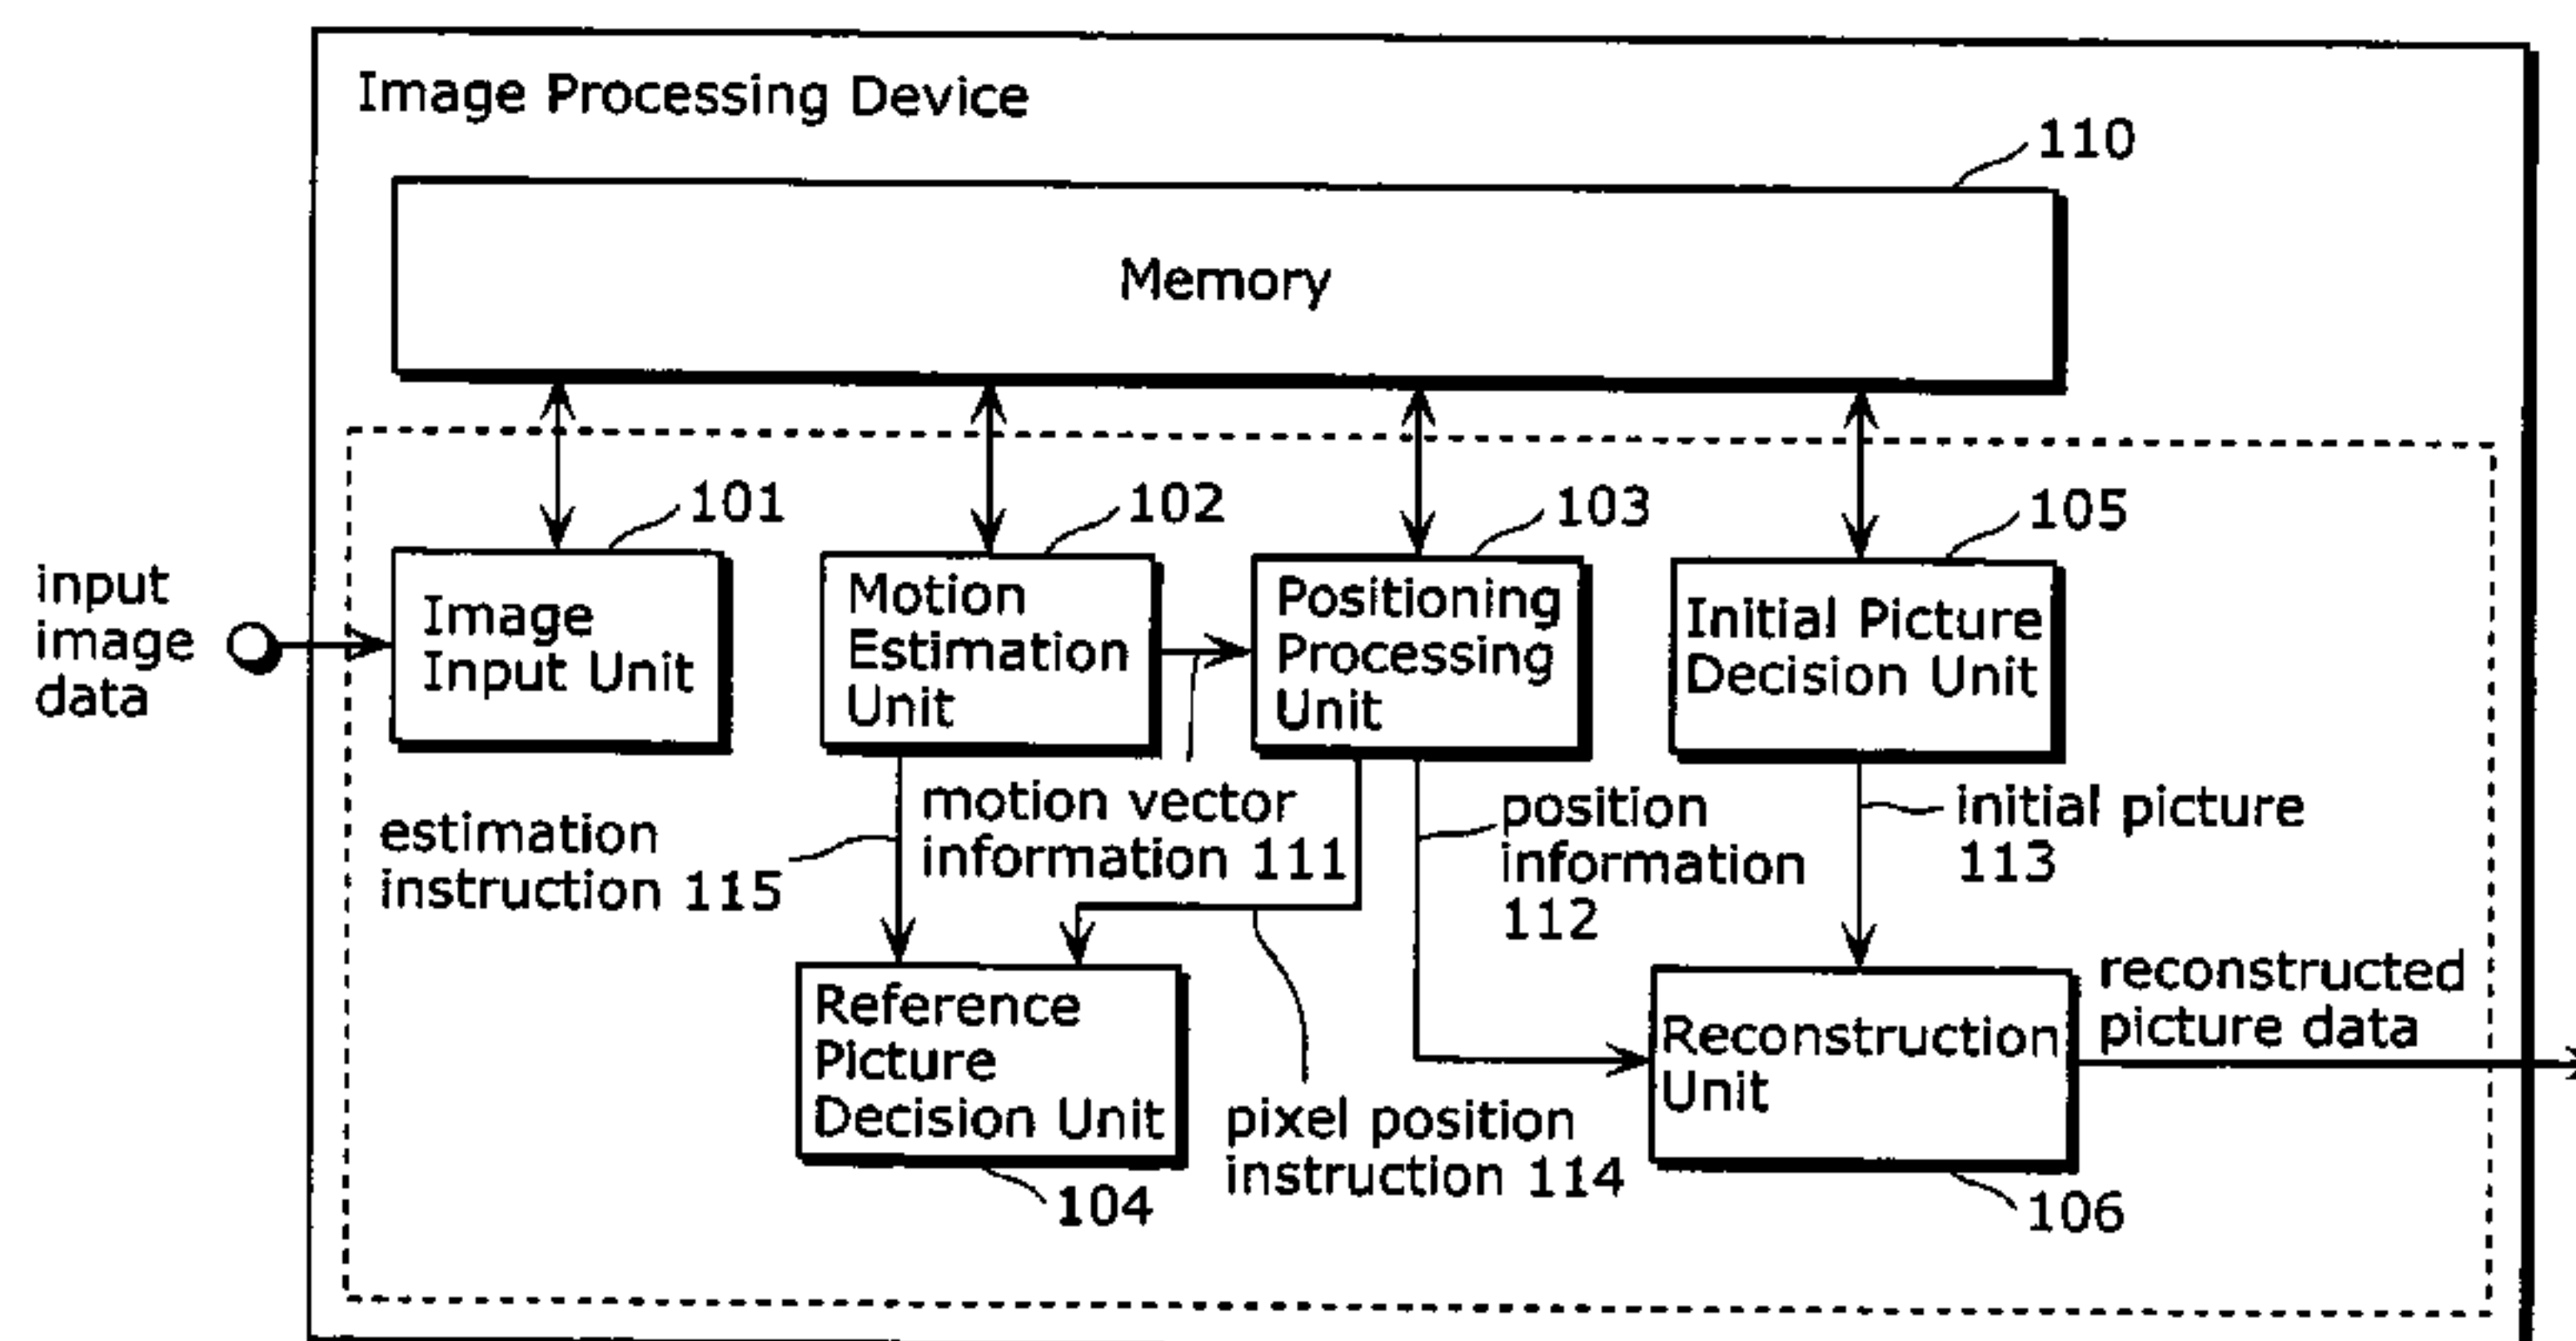 Image Processing Device
110
Memory
101
102
103
105
input
image
data
Image
Input Unit
Motion
Estimation
Unit
Positioning
Processing
Unit
Initial Picture
Decision Unit
estimation
instruction 115
motion vector
information 111
position
information
112
initial picture
113
Reference
Picture
Decision Unit
104
pixel position
instruction 114
Reconstruction
Unit
106
reconstructed
picture data